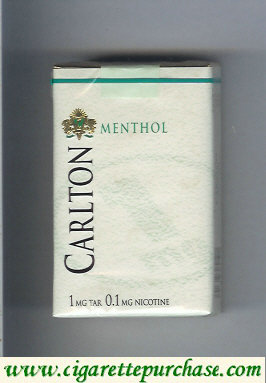 MENTHOL
CARLTON
1 MG TAR 0.1 MG NICOTINE
www.cigarettepurchase.com